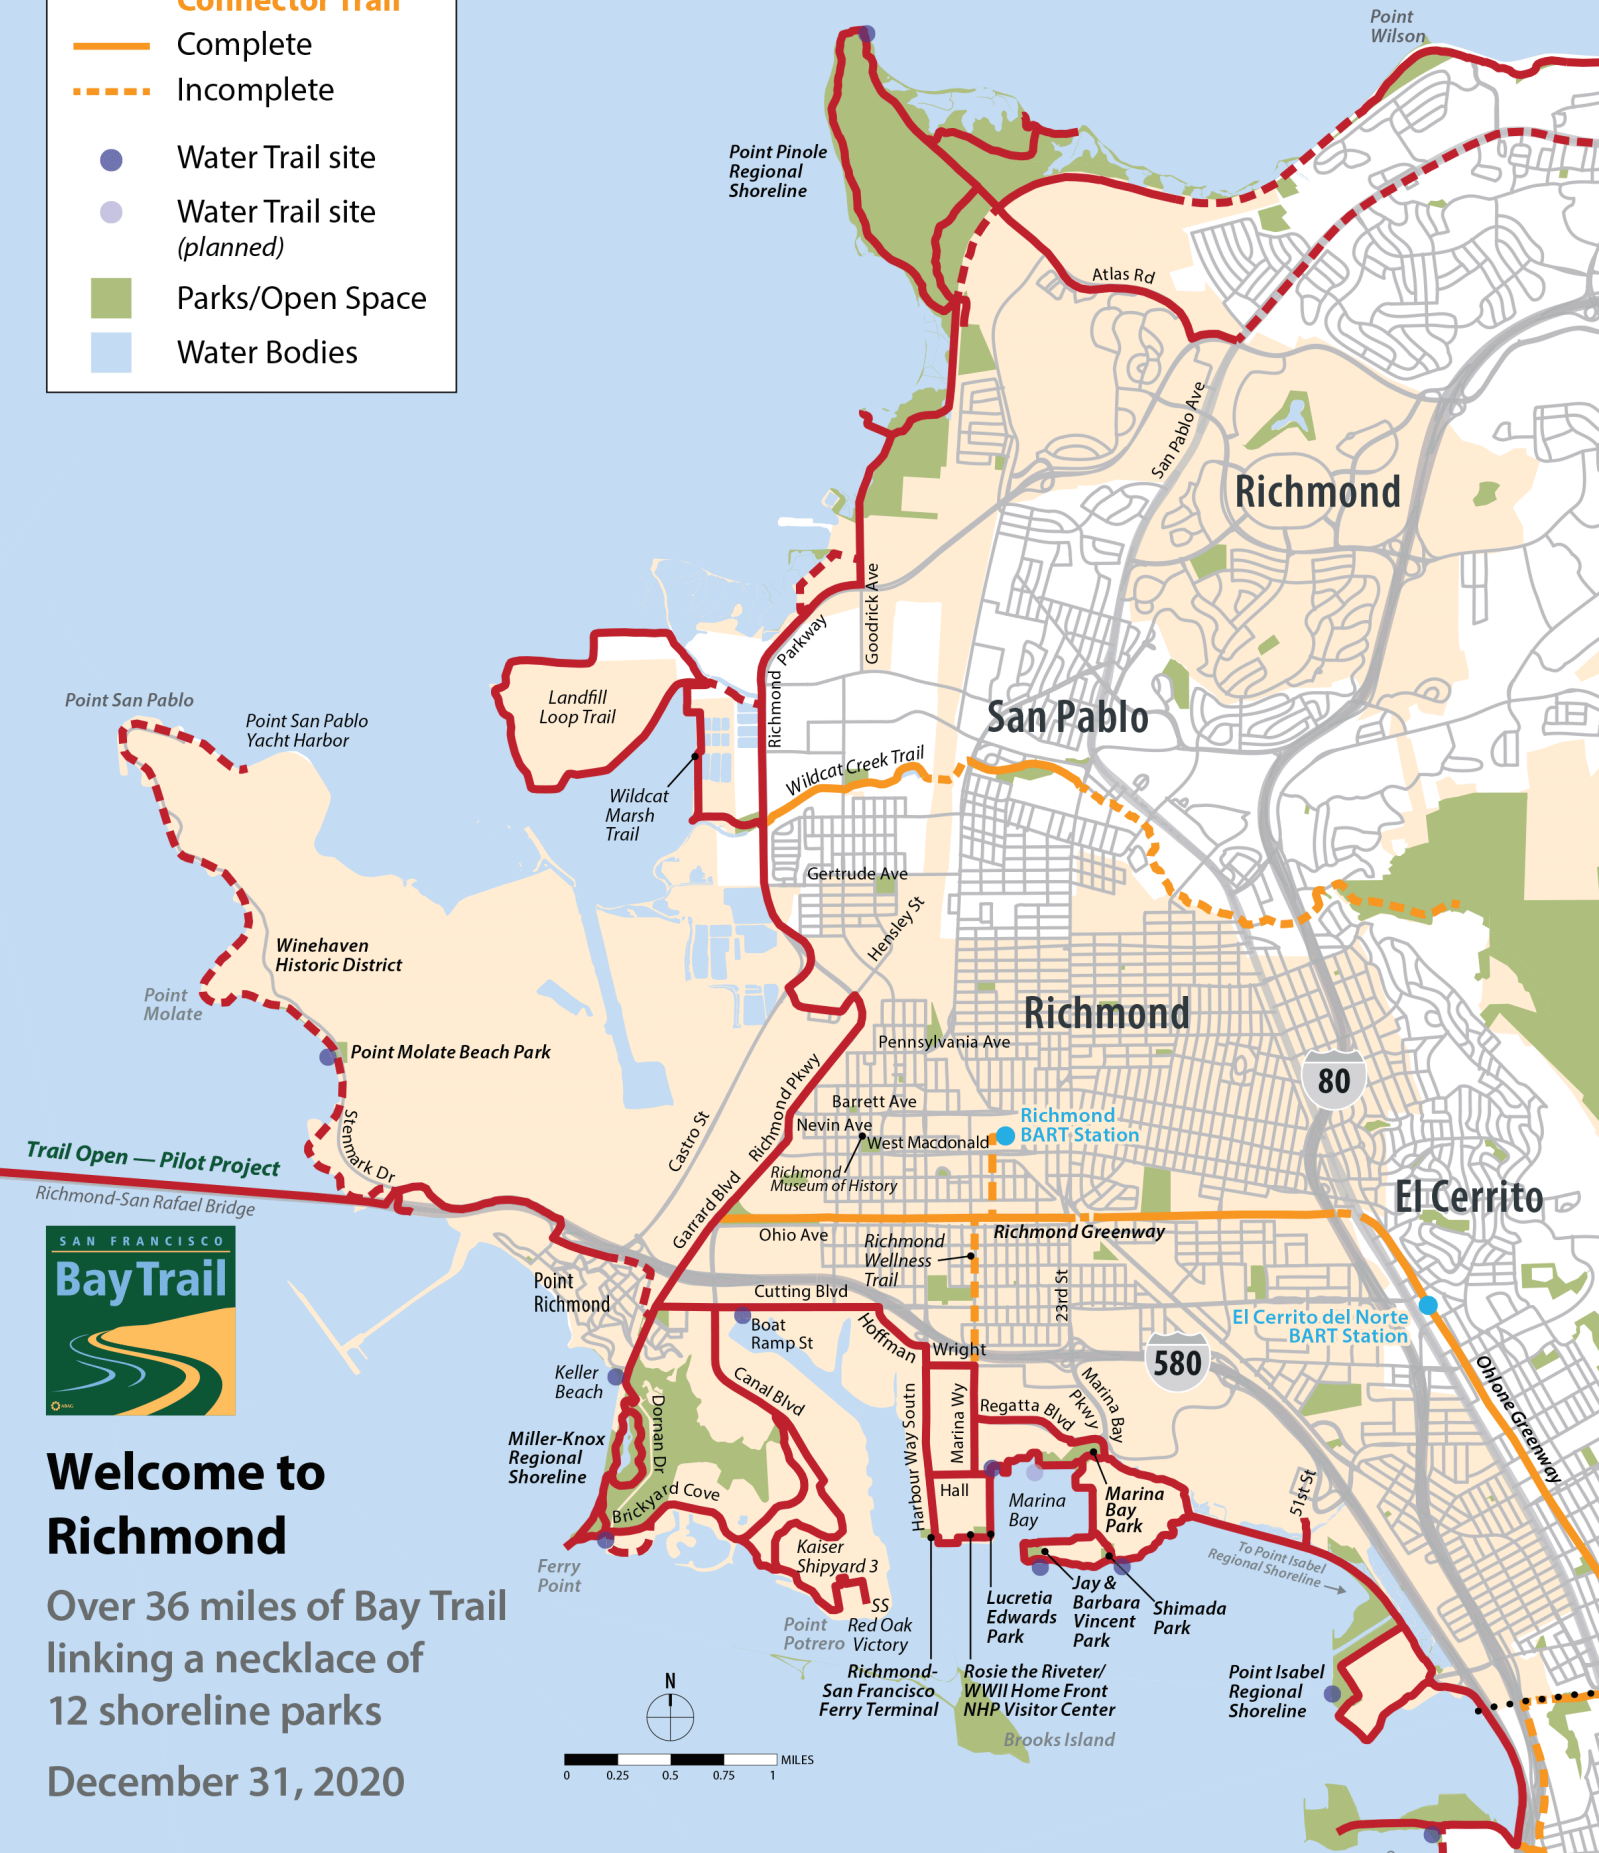 Connector Trail
Complete
Incomplete
Water Trail site
Water Trail site
(planned)
Parks/Open Space
Water Bodies
Point
Wilson
Point Pinole
Regional
Shoreline
Atlas Rd
San Pablo Ave
Richmond
Goodrick Ave
Richmond
Parkway
Landfill
Loop Trail
San Pablo
Point San Pablo
Point San Pablo
Yacht Harbor
Wildcat Creek Trail
Wildcat
Marsh
Trail
Gertrude Ave
Hensley St
Winehaven
Historic District
Point
Molate
Richmond
Point Molate Beach Park
Pennsylvania Ave
80
Barrett Ave
Nevin Ave
West Macdonald
Richmond
BART Station
Richmond
Museum of History
Castro St
Richmond Pkwy
Garrard Blvd
Stenmark Dr
Trail Open — Pilot Project
Richmond-San Rafael Bridge
El Cerrito
Ohio Ave
Richmond Greenway
Richmond
Wellness
Trail
23rd St
SAN FRANCISCO
Bay Trail
ABAG
Point
Richmond
Cutting Blvd
Boat
Ramp St
Hoffman
Wright
El Cerrito del Norte
BART Station
580
Ohlone Greenway
Keller
Beach
Canal Blvd
Dornan Dr
Harbour Way South
Marina Wy
Regatta Blvd
Marina Bay
Pkwy
Miller-Knox
Regional
Shoreline
Brickyard Cove
Hall
Marina
Bay
Marina
Bay
Park
51st St
To Point Isabel
Regional Shoreline
Welcome to
Richmond
Ferry
Point
Kaiser
Shipyard 3
SS
Red Oak
Victory
Point
Potrero
Lucretia
Edwards
Park
Jay &
Barbara
Vincent
Park
Shimada
Park
Over 36 miles of Bay Trail
linking a necklace of
12 shoreline parks
Richmond-
San Francisco
Ferry Terminal
Rosie the Riveter/
WWII Home Front
NHP Visitor Center
Brooks Island
Point Isabel
Regional
Shoreline
N
MILES
0 0.25 0.5 0.75 1
December 31, 2020